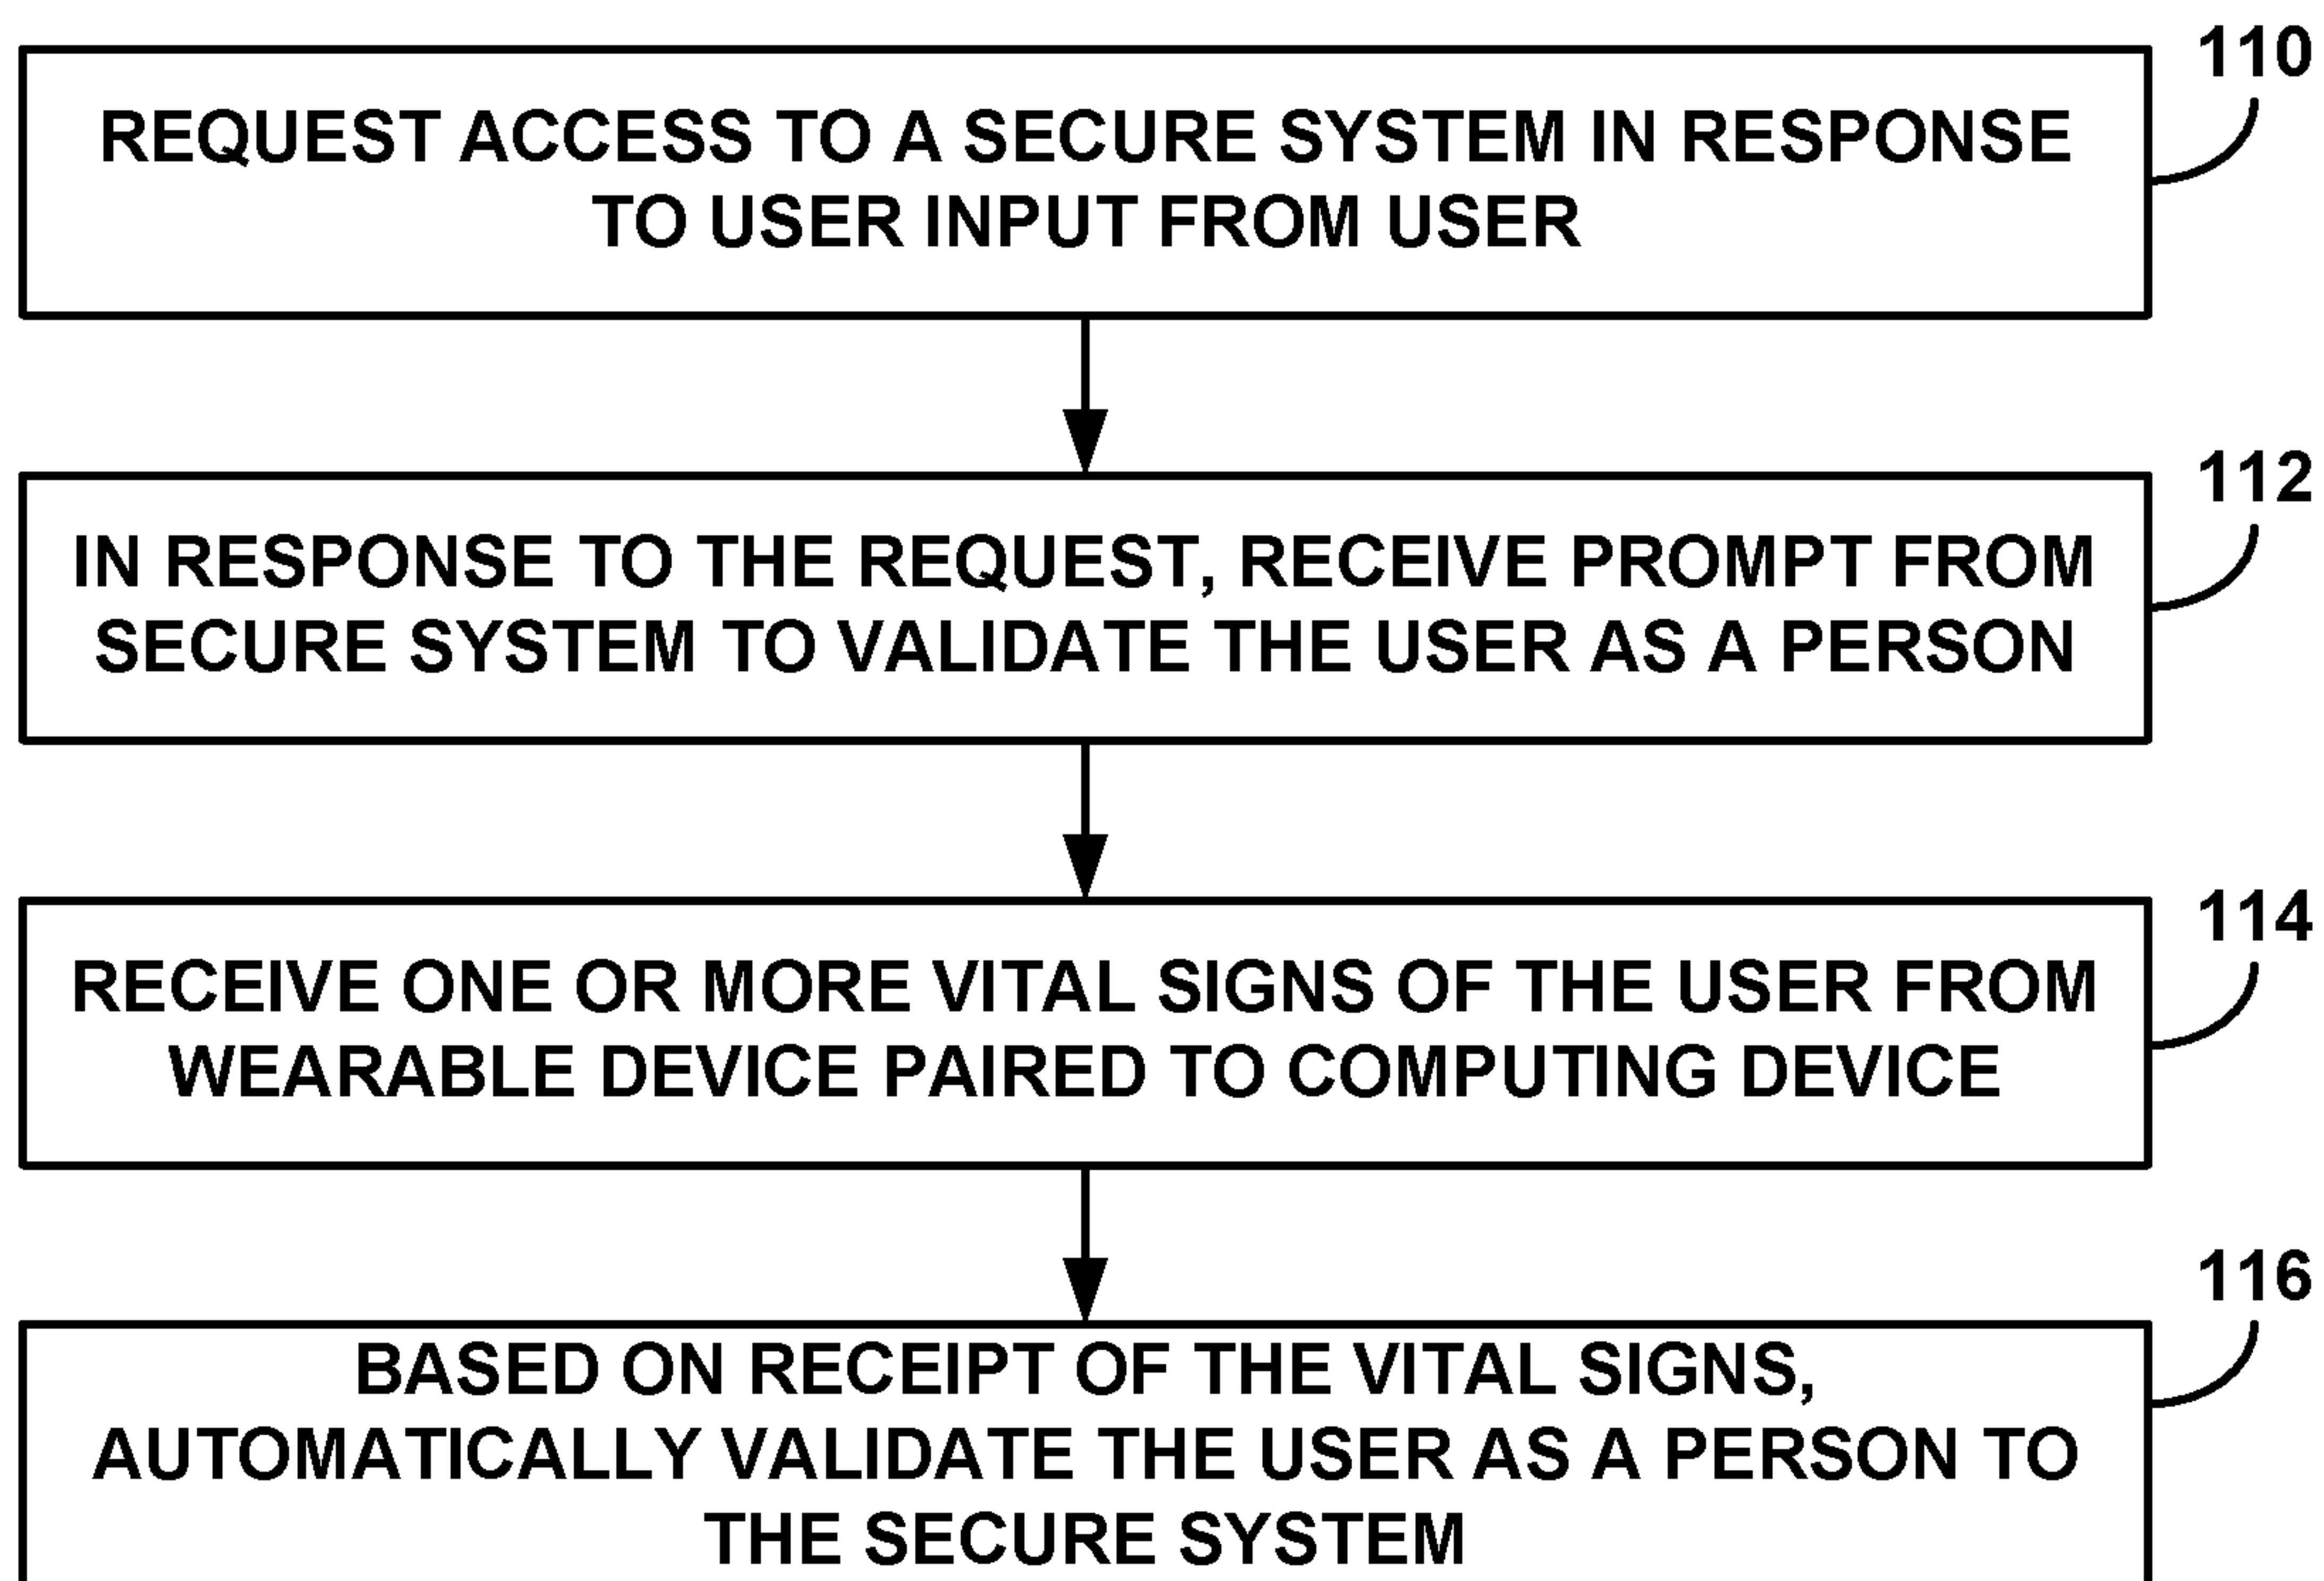 110
REQUEST ACCESS TO A SECURE SYSTEM IN RESPONSE
TO USER INPUT FROM USER
112
IN RESPONSE TO THE REQUEST, RECEIVE PROMPT FROM
SECURE SYSTEM TO VALIDATE THE USER AS A PERSON
114
RECEIVE ONE OR MORE VITAL SIGNS OF THE USER FROM
WEARABLE DEVICE PAIRED TO COMPUTING DEVICE
116
BASED ON RECEIPT OF THE VITAL SIGNS,
AUTOMATICALLY VALIDATE THE USER AS A PERSON TO
THE SECURE SYSTEM